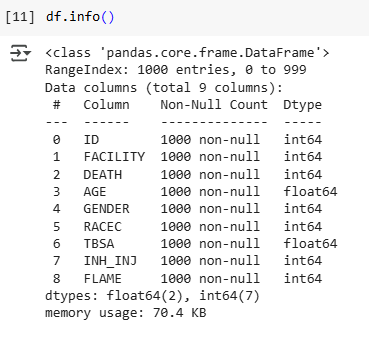 [11] df.info()
<class 'pandas.core.frame.DataFrame'>
RangeIndex: 1000 entries, 0 to 999
Data columns (total 9 columns):
 #   Column    Non-Null Count  Dtype
---  ------    --------------  -----
 0   ID        1000 non-null   int64
 1   FACILITY  1000 non-null   int64
 2   DEATH     1000 non-null   int64
 3   AGE       1000 non-null   float64
 4   GENDER    1000 non-null   int64
 5   RACEC     1000 non-null   int64
 6   TBSA      1000 non-null   float64
 7   INH_INJ   1000 non-null   int64
 8   FLAME     1000 non-null   int64
dtypes: float64(2), int64(7)
memory usage: 70.4 KB